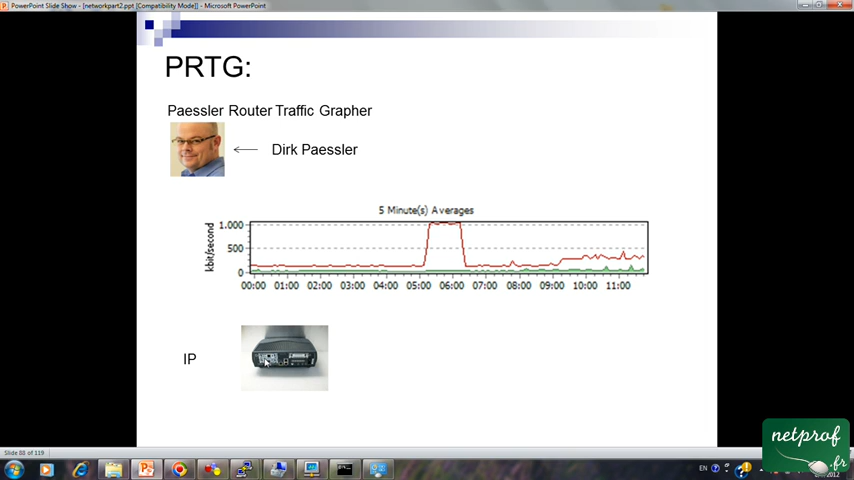 PowerPoint Slide Show - [networkpart2.ppt [Compatibility Mode]] - Microsoft PowerPoint
PRTG:
Paessler Router Traffic Grapher
Dirk Paessler
5 Minute(s) Averages
kbit/second
1.000
500
0
00:00 01:00 02:00 03:00 04:00 05:00 06:00 07:00 08:00 09:00 10:00 11:00
IP
Slide 88 of 119
EN
netprof
.fr